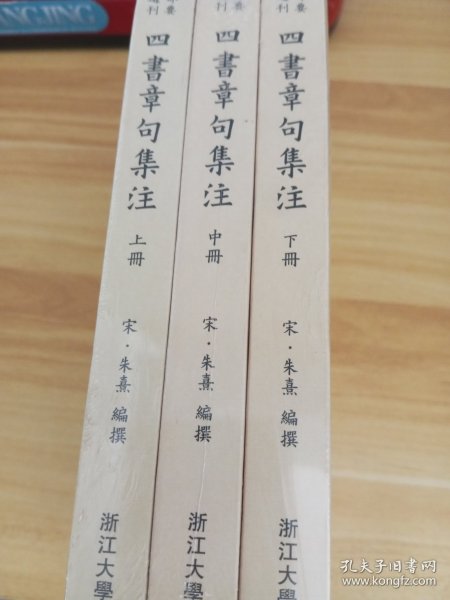 NGJING
四書章句集注
上冊
宋·朱熹 編撰
浙江大學
四書章句集注
中冊
宋·朱熹 編撰
浙江大學
四書章句集注
下冊
宋·朱熹 編撰
浙江大學
孔夫子旧书网
www.kongfz.com